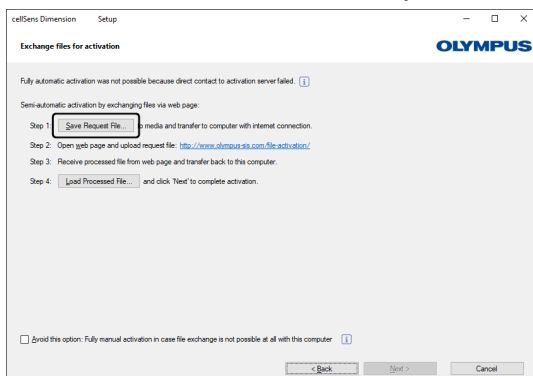 cellSens Dimension Setup
Exchange files for activation
OLYMPUS
Fully automatic activation was not possible because direct contact to activation server failed. i
Semi-automatic activation by exchanging files via web page:
Step 1: Save Request File... to media and transfer to computer with internet connection.
Step 2: Open web page and upload request file: http://www.olympus-sis.com/file-activation/
Step 3: Receive processed file from web page and transfer back to this computer.
Step 4: Load Processed File... and click 'Next' to complete activation.
Avoid this option: Fully manual activation in case file exchange is not possible at all with this computer i
< Back Next > Cancel